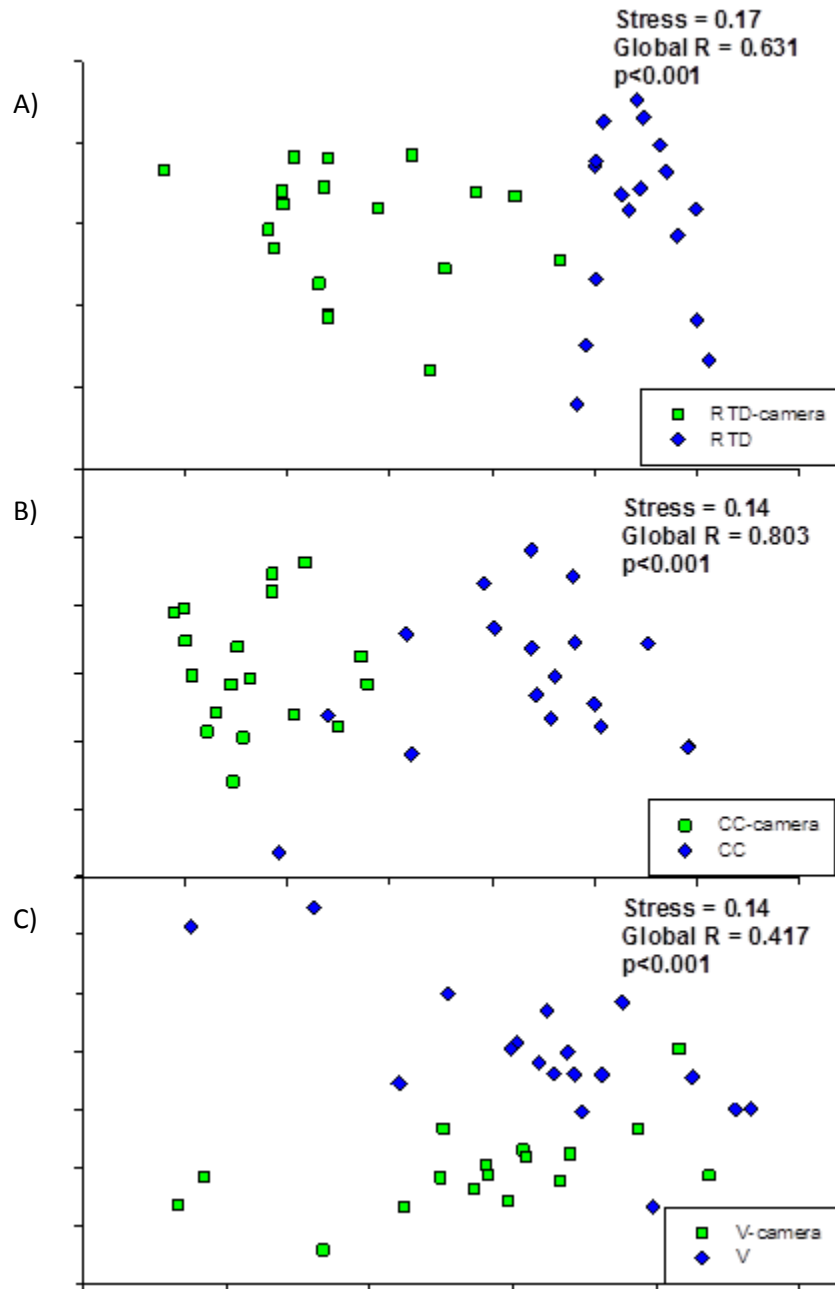 Stress = 0.17
Global R = 0.631
p<0.001
A)
RTD-camera
RTD
B)
Stress = 0.14
Global R = 0.803
p<0.001
CC-camera
CC
C)
Stress = 0.14
Global R = 0.417
p<0.001
V-camera
V